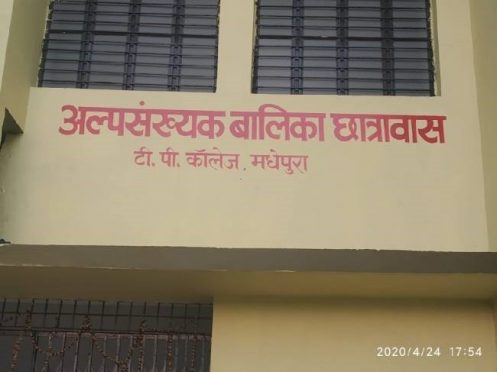 अल्पसंख्यक बालिका छात्रावास
टी. पी. कॉलेज, मधेपुरा
2020/4/24 17:54